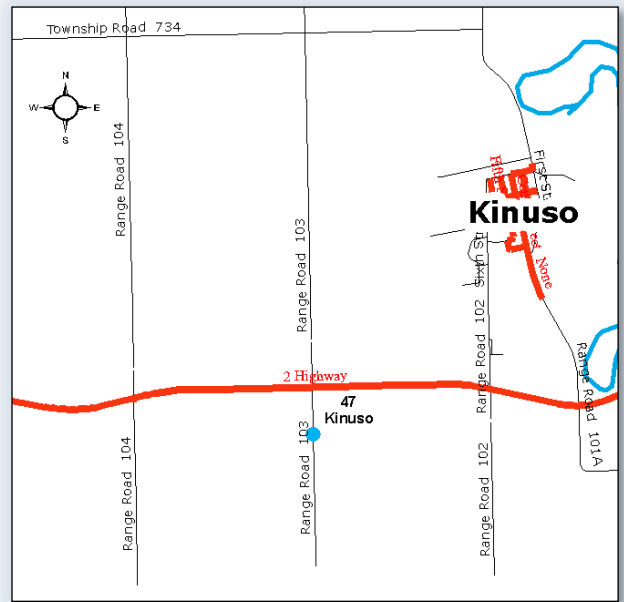 Township Road 734
N
W
E
S
Range Road 104
Range Road 103
First St
Kinuso
Sixth St
None
Range Road 102
2 Highway
Range Road 101A
47
Kinuso
Range Road 104
Range Road 103
Range Road 102